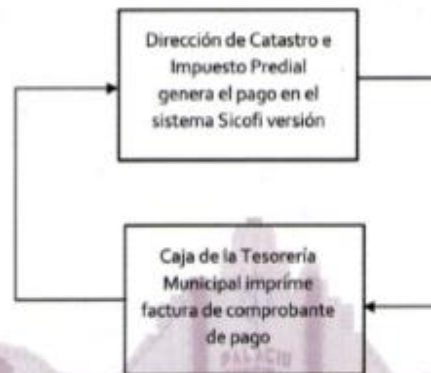 Dirección de Catastro e
Impuesto Predial
genera el pago en el
sistema Sicofi versión
Caja de la Tesorería
Municipal imprime
factura de comprobante
de pago